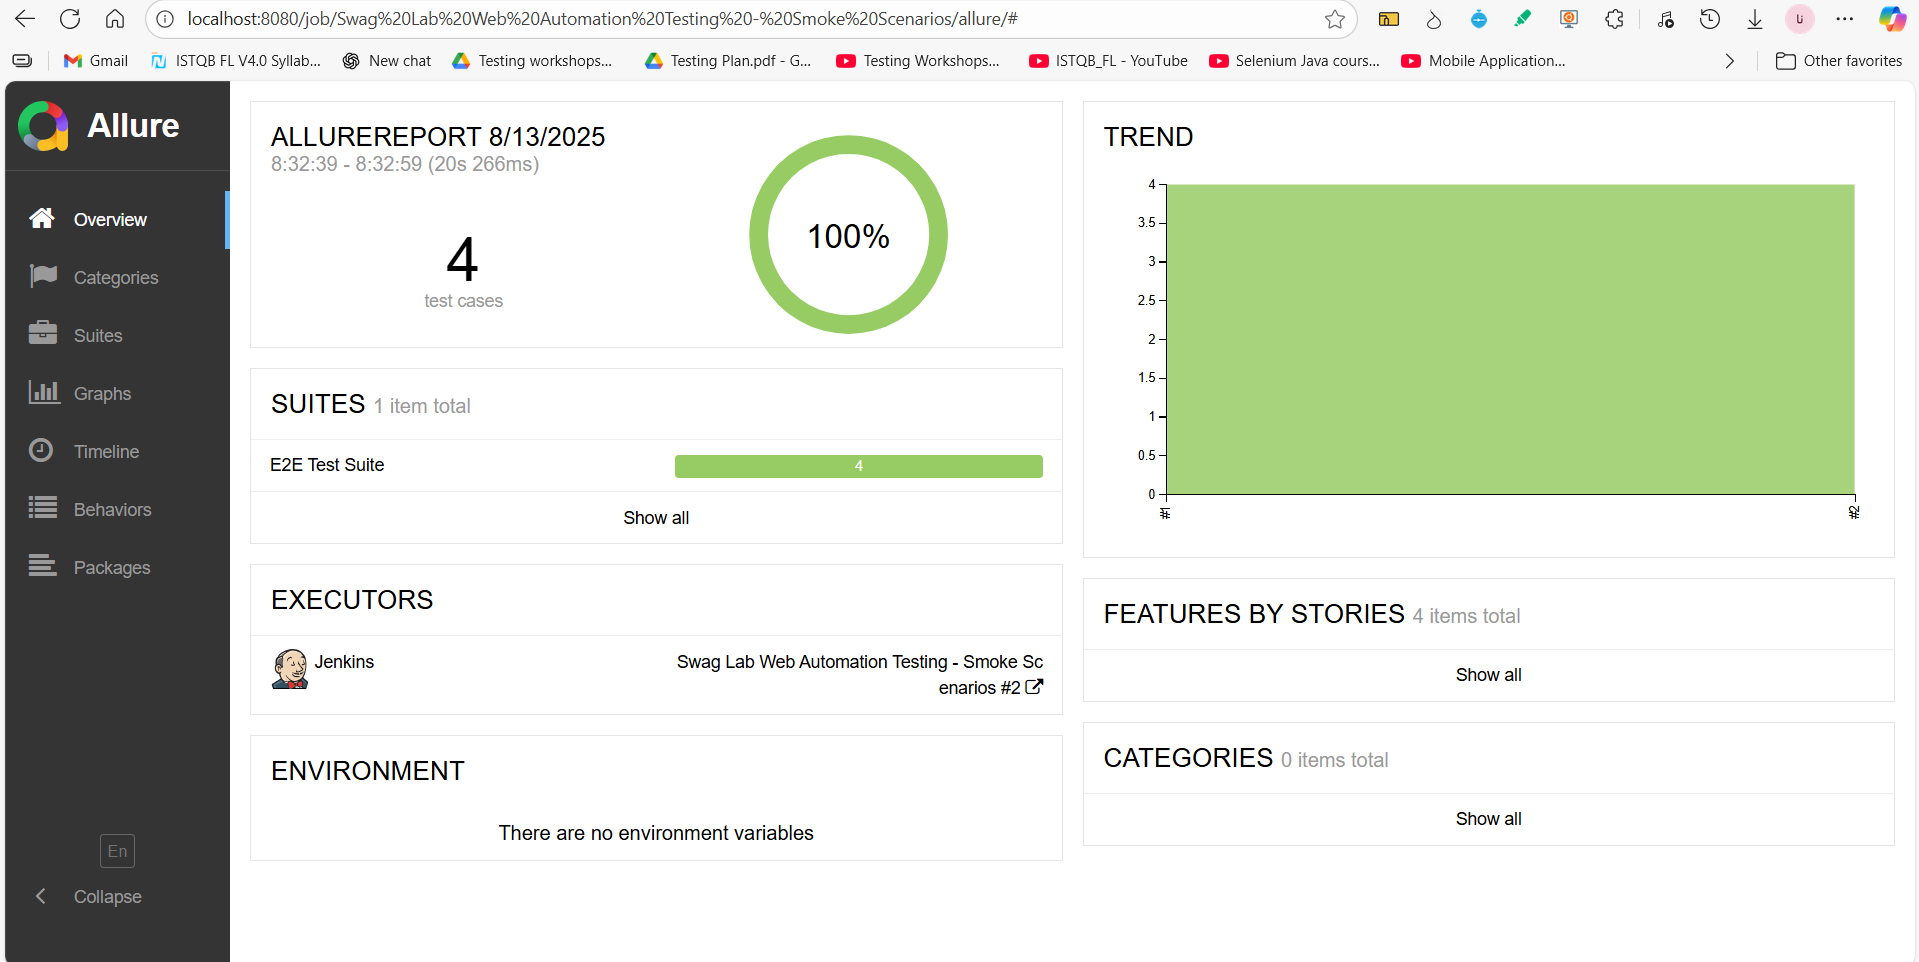 localhost:8080/job/Swag%20Lab%20Web%20Automation%20Testing%20-%20Smoke%20Scenarios/allure/#
Gmail
ISTQB FL V4.0 Syllab...
New chat
Testing workshops...
Testing Plan.pdf - G...
Testing Workshops...
ISTQB_FL - YouTube
Selenium Java cours...
Mobile Application...
Other favorites
Allure
Overview
Categories
Suites
Graphs
Timeline
Behaviors
Packages
En
Collapse
ALLUREREPORT 8/13/2025
8:32:39 - 8:32:59 (20s 266ms)
4
test cases
100%
SUITES 1 item total
E2E Test Suite 4
Show all
EXECUTORS
Jenkins
Swag Lab Web Automation Testing - Smoke Sc
enarios #2
ENVIRONMENT
There are no environment variables
TREND
4
3.5
3
2.5
2
1.5
1
0.5
0
#1
#2
FEATURES BY STORIES 4 items total
Show all
CATEGORIES 0 items total
Show all